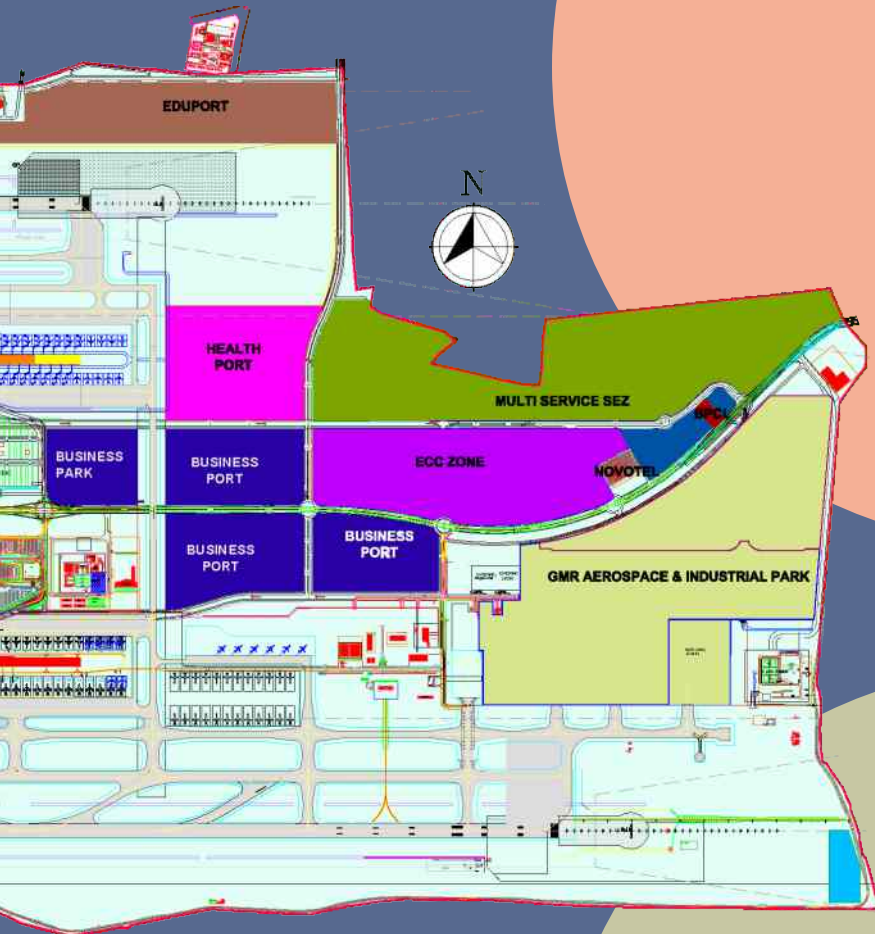 EDUPORT
N
HEALTH
PORT
MULTI SERVICE SEZ
BPCL
BUSINESS
PARK
BUSINESS
PORT
ECC ZONE
NOVOTEL
BUSINESS
PORT
BUSINESS
PORT
GMR AEROSPACE & INDUSTRIAL PARK